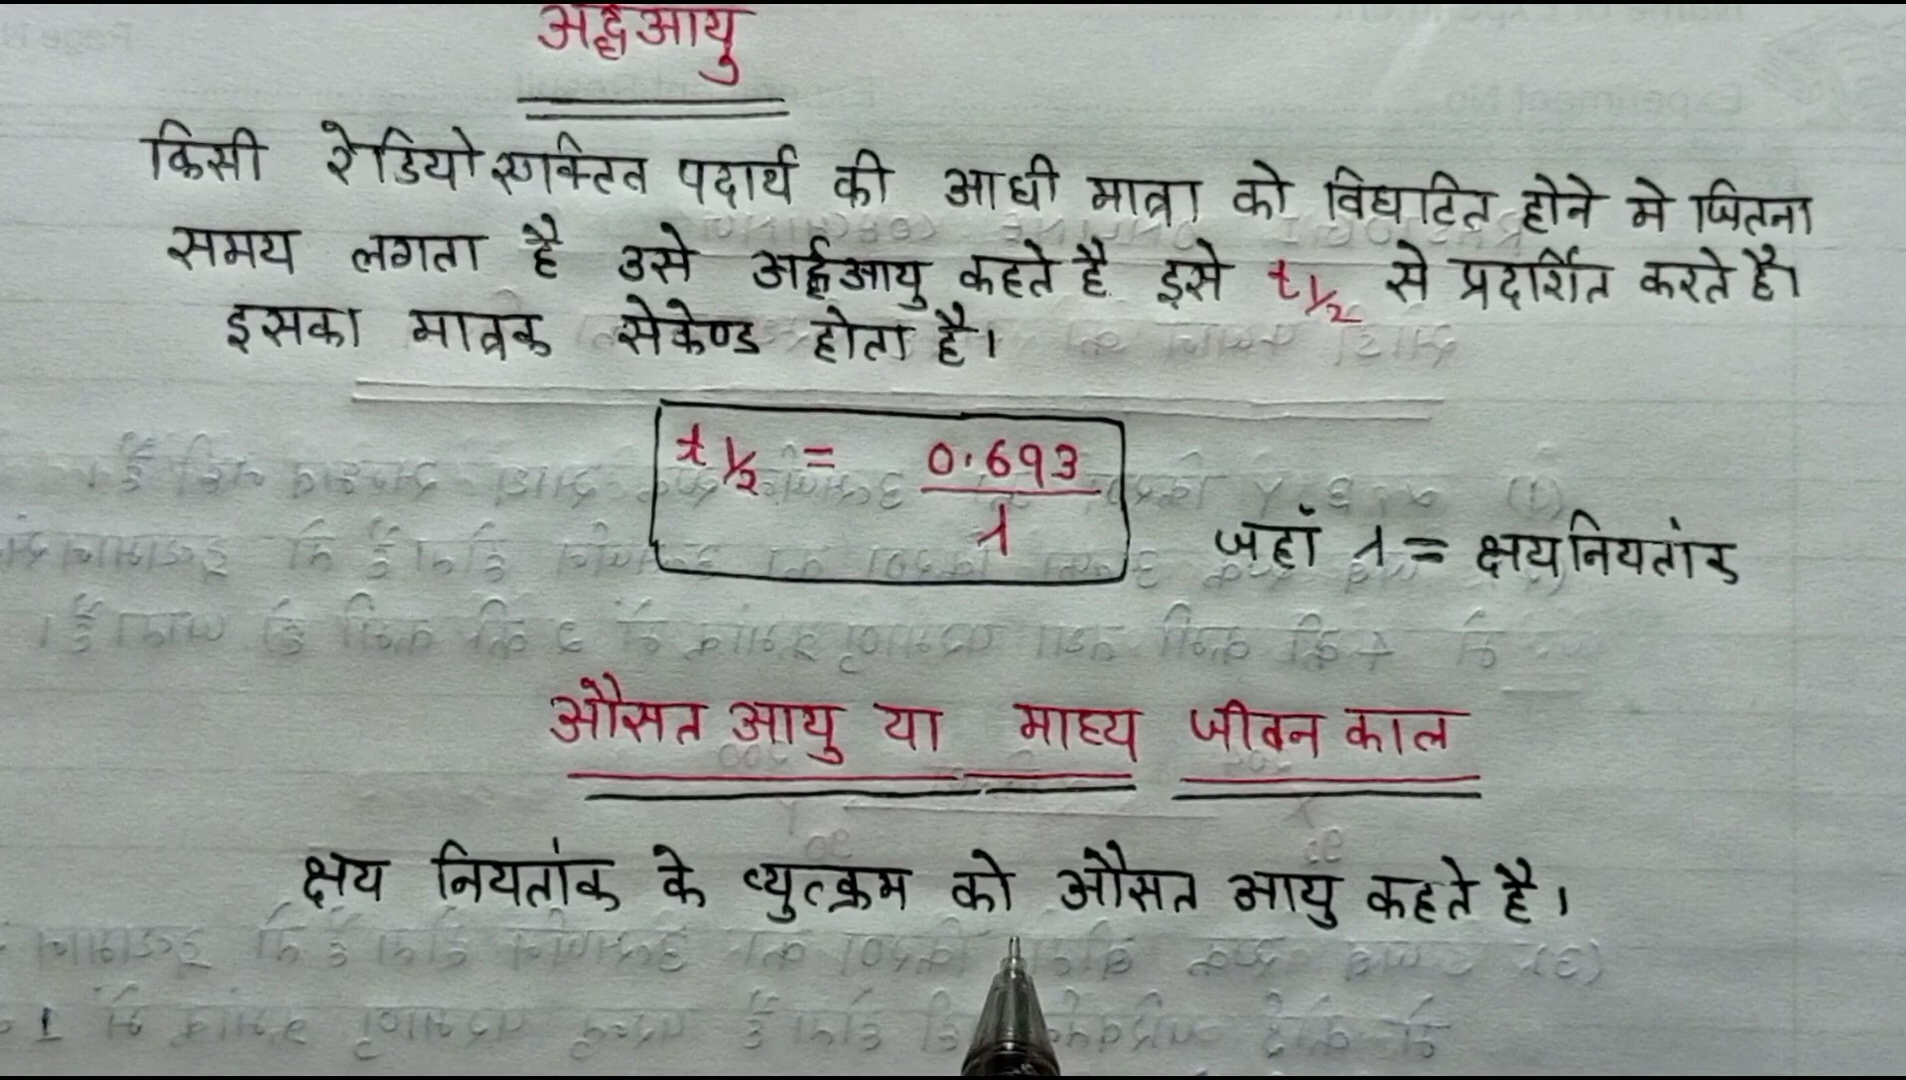 अर्द्धआयु
किसी रेडियोएक्टिव पदार्थ की आधी मात्रा को विघटित होने मे जितना
समय लगता है उसे अर्द्धआयु कहते है इसे t1/2 से प्रदर्शित करते है।
इसका मात्रक सेकेण्ड होता है।
t1/2 = 0.693/λ
जहाँ λ = क्षयनियतांक
औसत आयु या माध्य जीवन काल
क्षय नियतांक के व्युत्क्रम को औसत आयु कहते है।